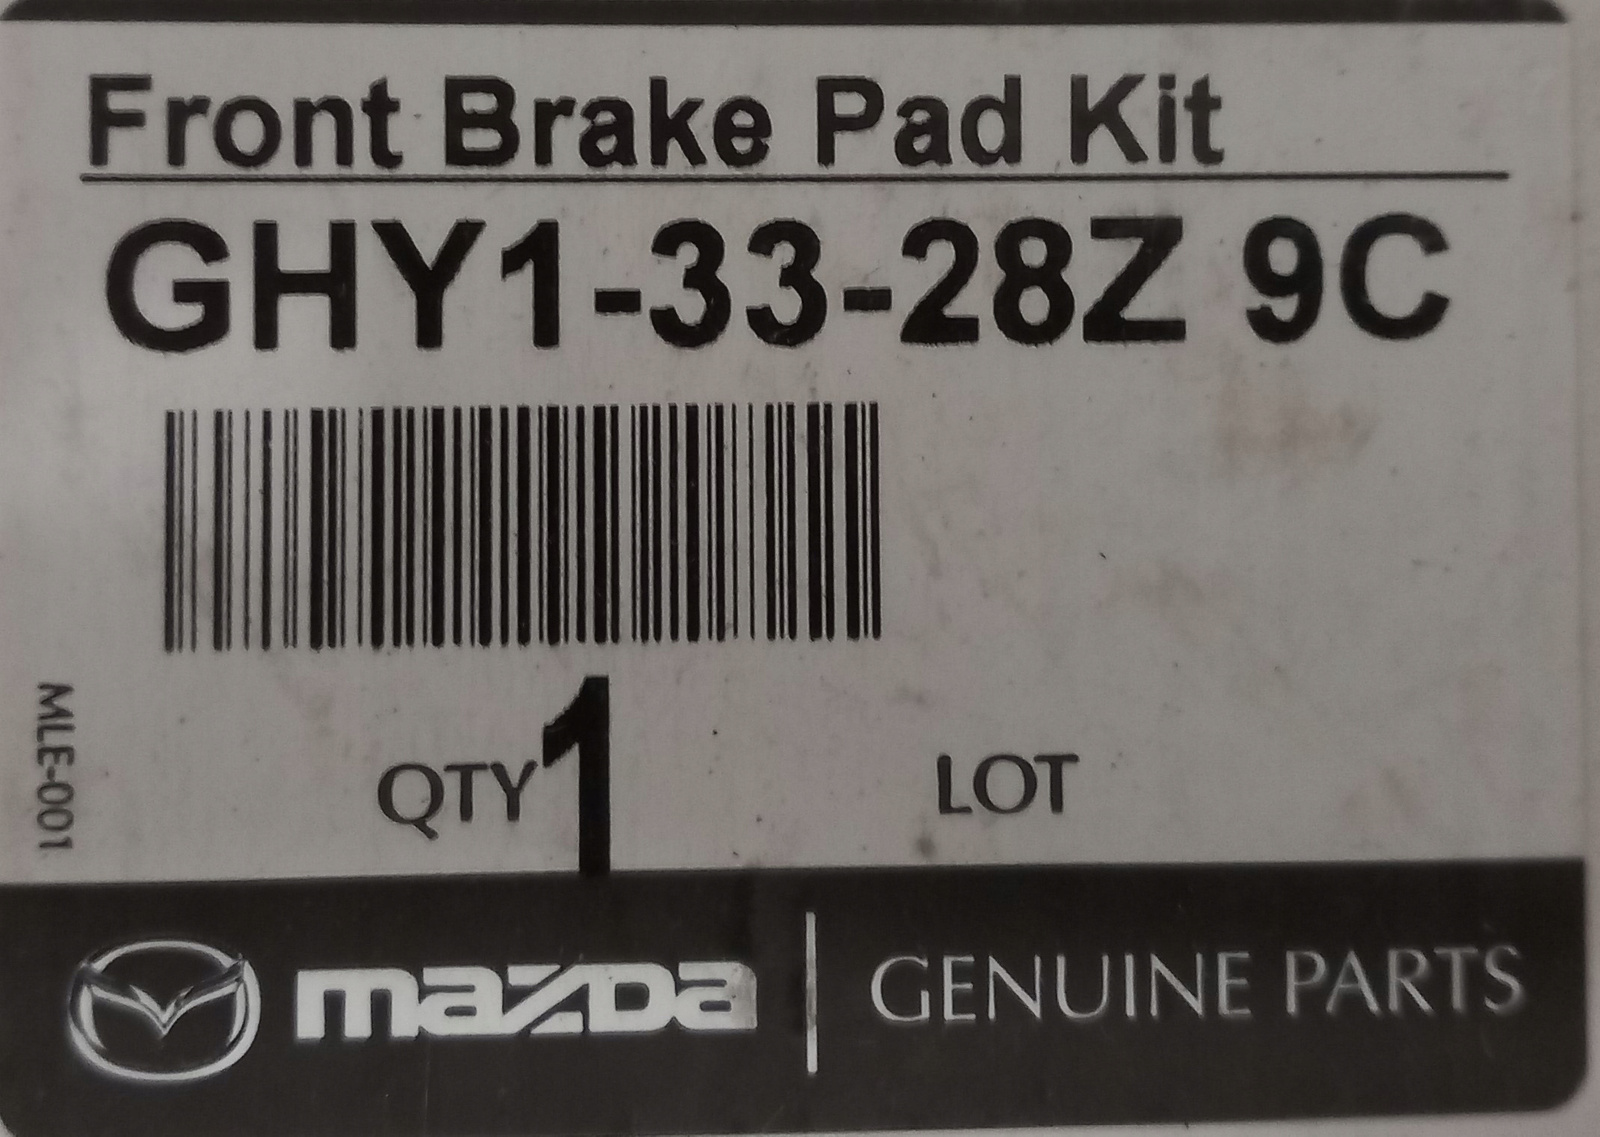 Front Brake Pad Kit
GHY1-33-28Z 9C
MLE-001
QTY 1 LOT
mazda GENUINE PARTS